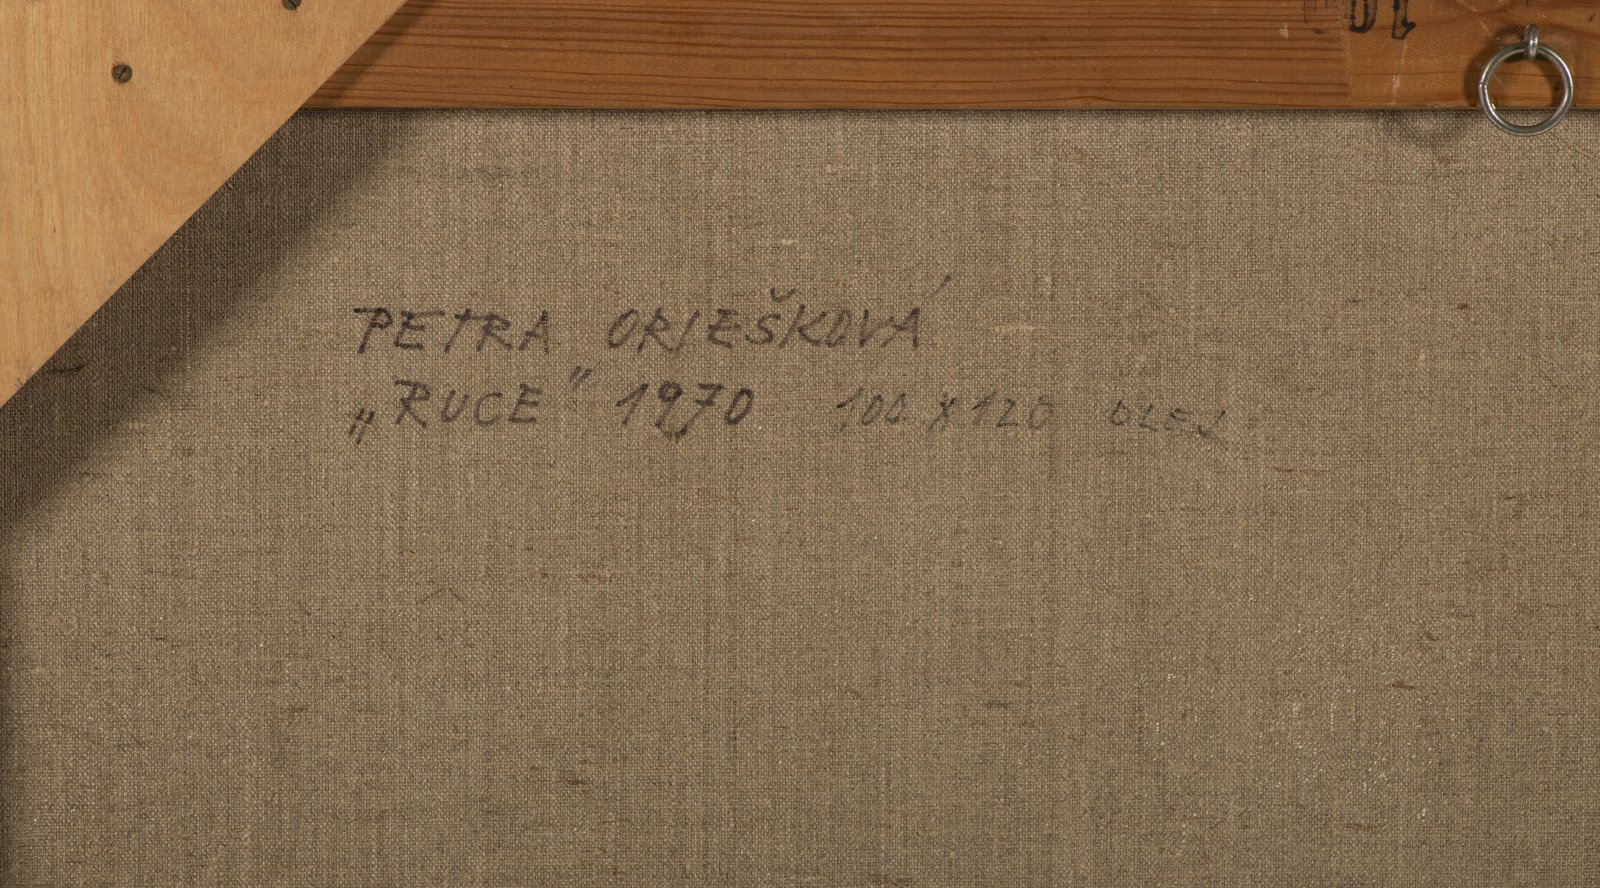 PETRA ORIEŠKOVÁ
„RUCE" 1970 100 x 120 OLEJ